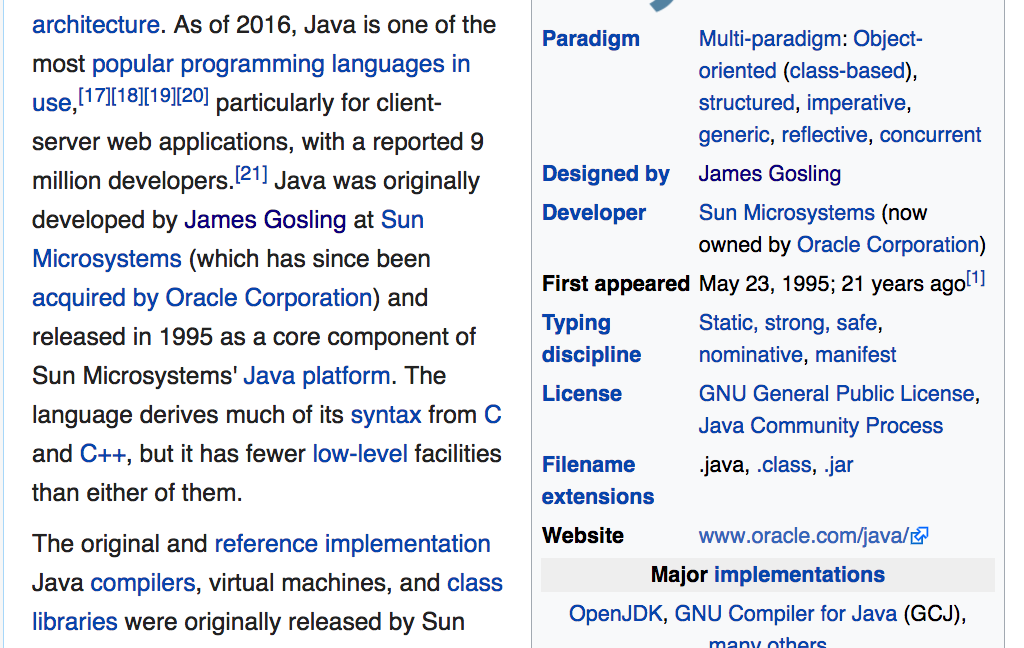 architecture. As of 2016, Java is one of the
most popular programming languages in
use,[17][18][19][20] particularly for client-
server web applications, with a reported 9
million developers.[21] Java was originally
developed by James Gosling at Sun
Microsystems (which has since been
acquired by Oracle Corporation) and
released in 1995 as a core component of
Sun Microsystems' Java platform. The
language derives much of its syntax from C
and C++, but it has fewer low-level facilities
than either of them.
The original and reference implementation
Java compilers, virtual machines, and class
libraries were originally released by Sun
Paradigm Multi-paradigm: Object-
oriented (class-based),
structured, imperative,
generic, reflective, concurrent
Designed by James Gosling
Developer Sun Microsystems (now
owned by Oracle Corporation)
First appeared May 23, 1995; 21 years ago[1]
Typing Static, strong, safe,
discipline nominative, manifest
License GNU General Public License,
Java Community Process
Filename .java, .class, .jar
extensions
Website www.oracle.com/java/
Major implementations
OpenJDK, GNU Compiler for Java (GCJ),
many others